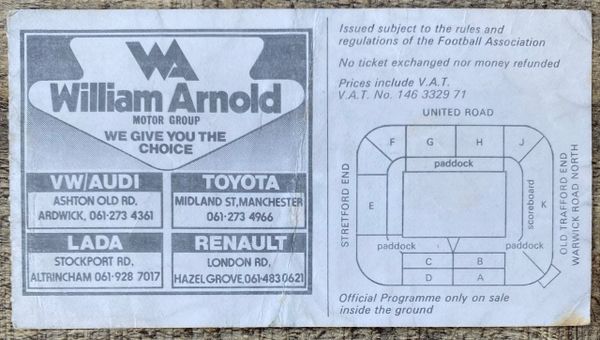 WA
William Arnold
MOTOR GROUP
WE GIVE YOU THE
CHOICE
VW/AUDI
ASHTON OLD RD.
ARDWICK, 061·273 4361
TOYOTA
MIDLAND ST, MANCHESTER
061·273 4966
LADA
STOCKPORT RD,
ALTRINCHAM 061·928 7017
RENAULT
LONDON RD,
HAZEL GROVE, 061·483 0621
Issued subject to the rules and
regulations of the Football Association
No ticket exchanged nor money refunded
Prices include V.A.T.
V.A.T. No. 146 3329 71
UNITED ROAD
F
G
H
J
paddock
STRETFORD END
E
scoreboard
K
OLD TRAFFORD END
WARWICK ROAD NORTH
paddock
paddock
C
B
D
A
Official Programme only on sale
inside the ground